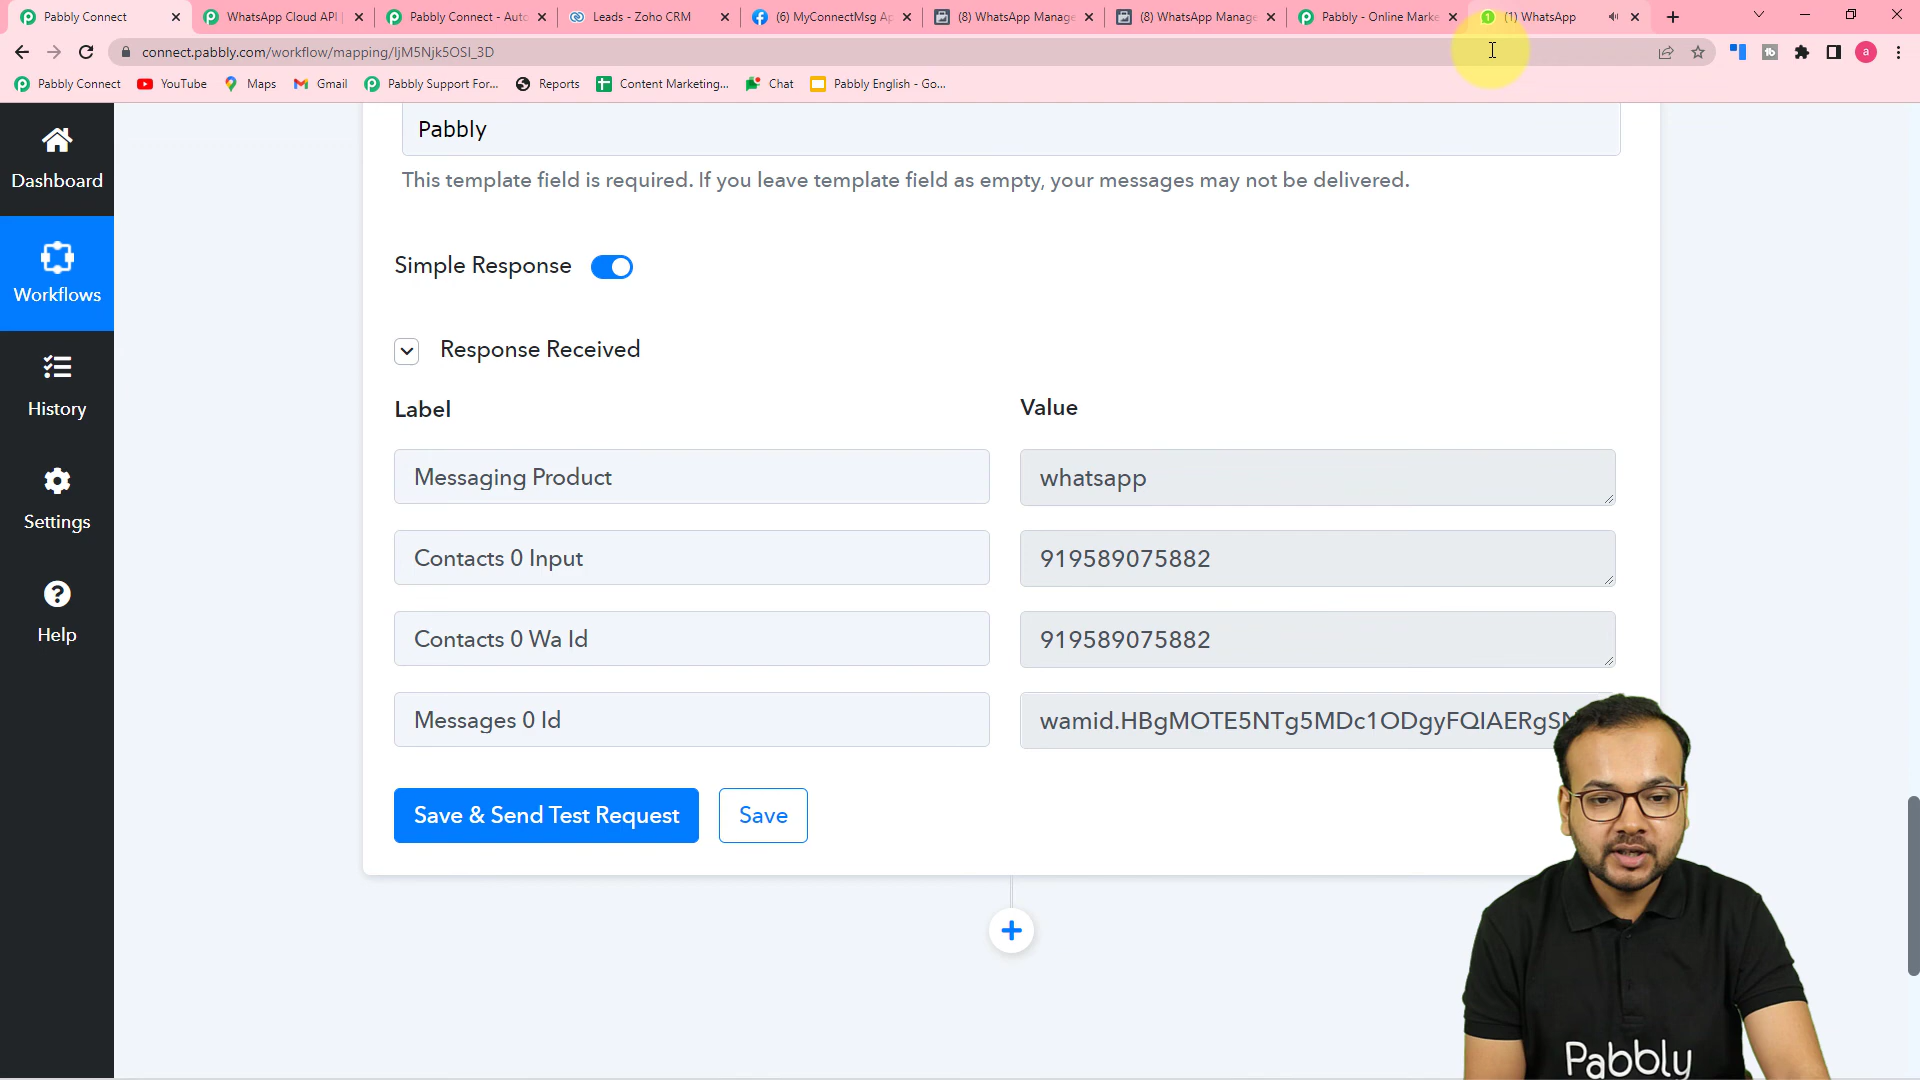 Pabbly Connect
WhatsApp Cloud API |
Pabbly Connect - Auto
Leads - Zoho CRM
(6) MyConnectMsg Ap
(8) WhatsApp Manage
(8) WhatsApp Manage
Pabbly - Online Marke
(1) WhatsApp
connect.pabbly.com/workflow/mapping/IjM5Njk5OSI_3D
a
Pabbly Connect
YouTube
Maps
Gmail
Pabbly Support For...
Reports
Content Marketing...
Chat
Pabbly English - Go...
Dashboard
Workflows
History
Settings
Help
Pabbly
This template field is required. If you leave template field as empty, your messages may not be delivered.
Simple Response
Response Received
Label
Value
Messaging Product
whatsapp
Contacts 0 Input
919589075882
Contacts 0 Wa Id
919589075882
Messages 0 Id
wamid.HBgMOTE5NTg5MDc1ODgyFQIAERgSN
Save & Send Test Request
Save
Pabbly